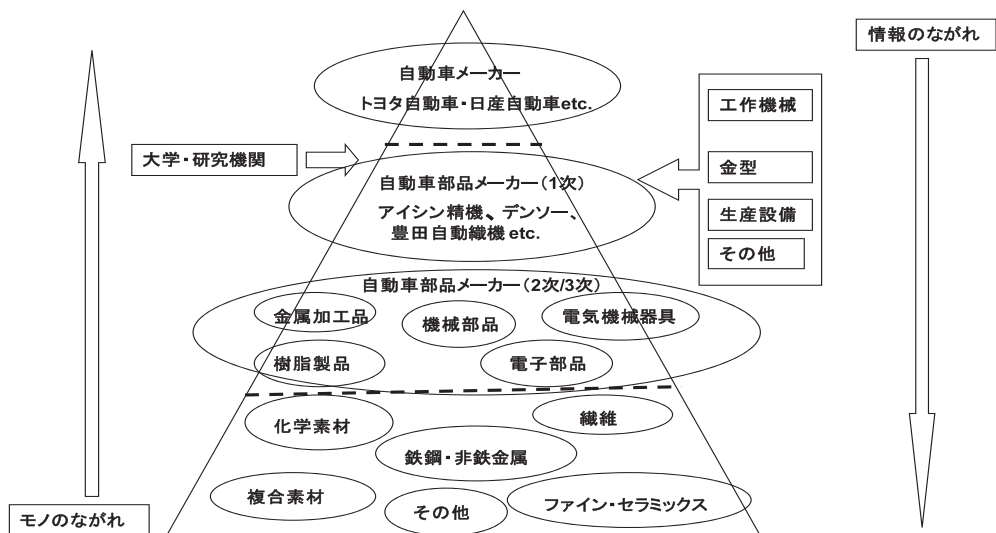 情報のながれ
自動車メーカー
トヨタ自動車・日産自動車etc.
工作機械
大学・研究機関
金型
自動車部品メーカー(1次)
アイシン精機、デンソー、
豊田自動織機 etc.
生産設備
その他
自動車部品メーカー(2次/3次)
金属加工品
機械部品
電気機械器具
樹脂製品
電子部品
化学素材
繊維
鉄鋼・非鉄金属
複合素材
その他
ファイン・セラミックス
モノのながれ